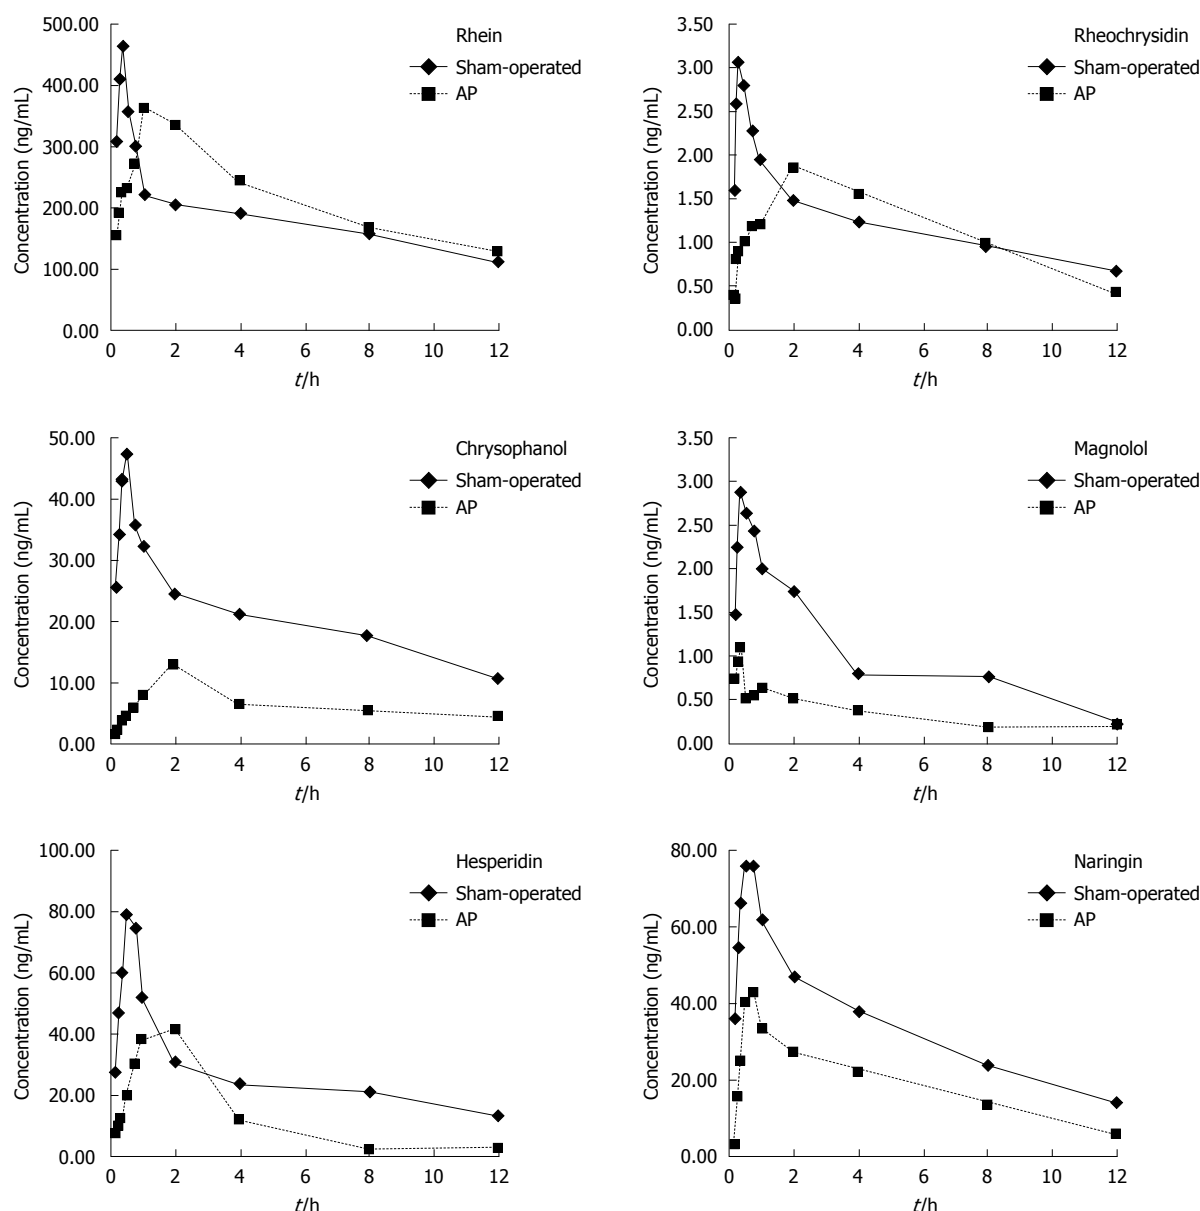 Rhein
Sham-operated
AP
Concentration (ng/mL)
500.00
400.00
300.00
200.00
100.00
0.00
0 2 4 6 8 10 12
t/h
Rheochrysidin
Sham-operated
AP
Concentration (ng/mL)
3.50
3.00
2.50
2.00
1.50
1.00
0.50
0.00
0 2 4 6 8 10 12
t/h
Chrysophanol
Sham-operated
AP
Concentration (ng/mL)
50.00
40.00
30.00
20.00
10.00
0.00
0 2 4 6 8 10 12
t/h
Magnolol
Sham-operated
AP
Concentration (ng/mL)
3.50
3.00
2.50
2.00
1.50
1.00
0.50
0.00
0 2 4 6 8 10 12
t/h
Hesperidin
Sham-operated
AP
Concentration (ng/mL)
100.00
80.00
60.00
40.00
20.00
0.00
0 2 4 6 8 10 12
t/h
Naringin
Sham-operated
AP
Concentration (ng/mL)
80.00
60.00
40.00
20.00
0.00
0 2 4 6 8 10 12
t/h